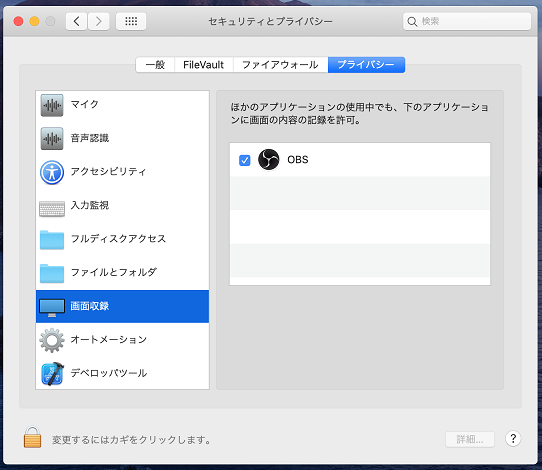 セキュリティとプライバシー
検索
一般 FileVault ファイアウォール プライバシー
マイク
音声認識
アクセシビリティ
入力監視
フルディスクアクセス
ファイルとフォルダ
画面収録
オートメーション
デベロッパツール
ほかのアプリケーションの使用中でも、下のアプリケーショ
ンに画面の内容の記録を許可。
OBS
変更するにはカギをクリックします。
詳細...
?